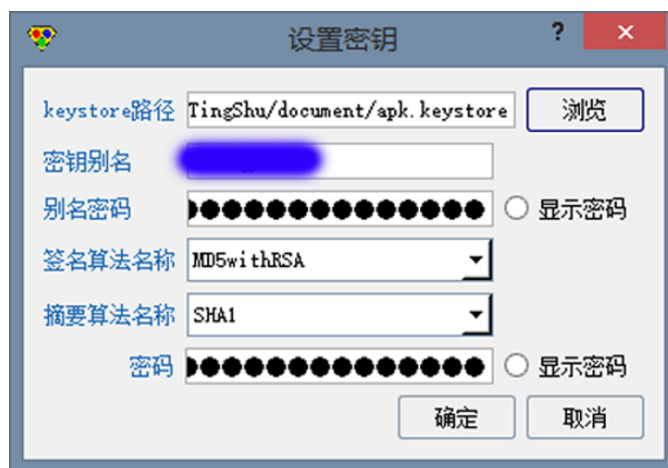 设置密钥
?
keystore路径 TingShu/document/apk.keystore 浏览
密钥别名
别名密码 显示密码
签名算法名称 MD5withRSA
摘要算法名称 SHA1
密码 显示密码
确定 取消